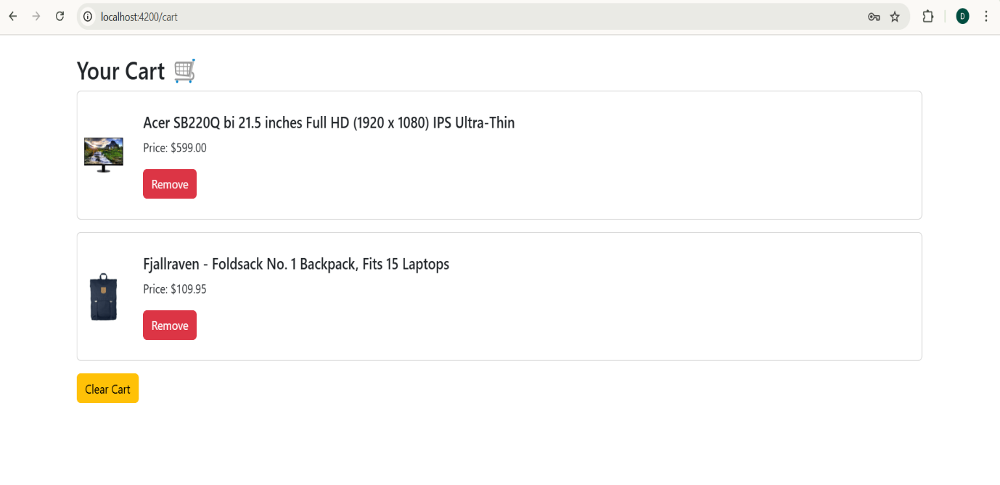 localhost:4200/cart
D
Your Cart 🛒
Acer SB220Q bi 21.5 inches Full HD (1920 x 1080) IPS Ultra-Thin
Price: $599.00
Remove
Fjallraven - Foldsack No. 1 Backpack, Fits 15 Laptops
Price: $109.95
Remove
Clear Cart